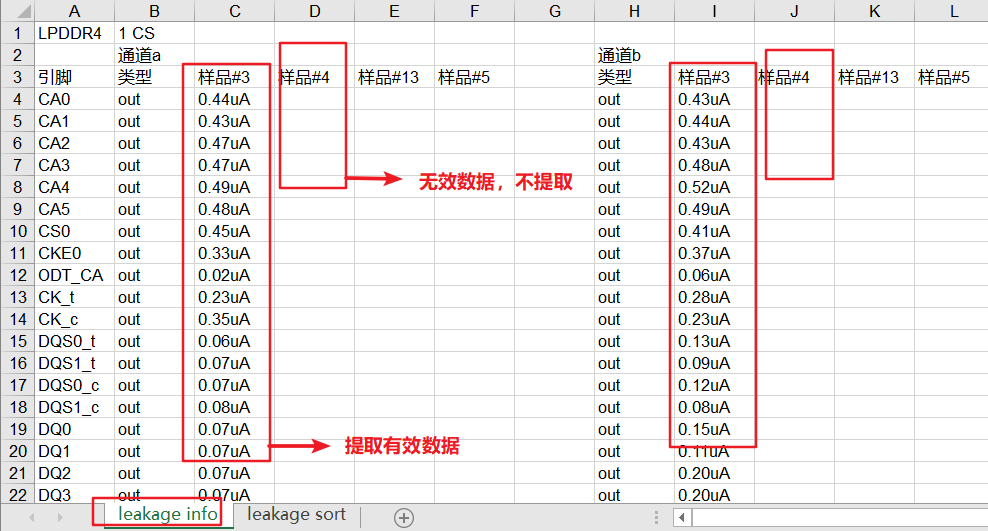 A B C D E F G H I J K L
1 LPDDR4 1 CS
2 通道a 通道b
3 引脚 类型 样品#3 样品#4 样品#13 样品#5 类型 样品#3 样品#4 样品#13 样品#5
4 CA0 out 0.44uA out 0.43uA
5 CA1 out 0.43uA out 0.44uA
6 CA2 out 0.47uA out 0.43uA
7 CA3 out 0.47uA out 0.48uA
8 CA4 out 0.49uA 无效数据，不提取 out 0.52uA
9 CA5 out 0.48uA out 0.49uA
10 CS0 out 0.45uA out 0.41uA
11 CKE0 out 0.33uA out 0.37uA
12 ODT_CA out 0.02uA out 0.06uA
13 CK_t out 0.23uA out 0.28uA
14 CK_c out 0.35uA out 0.23uA
15 DQS0_t out 0.06uA out 0.13uA
16 DQS1_t out 0.07uA out 0.09uA
17 DQS0_c out 0.07uA out 0.12uA
18 DQS1_c out 0.08uA out 0.08uA
19 DQ0 out 0.07uA out 0.15uA
20 DQ1 out 0.07uA 提取有效数据 out 0.11uA
21 DQ2 out 0.07uA out 0.20uA
22 DQ3 out 0.07uA out 0.20uA
leakage info leakage sort